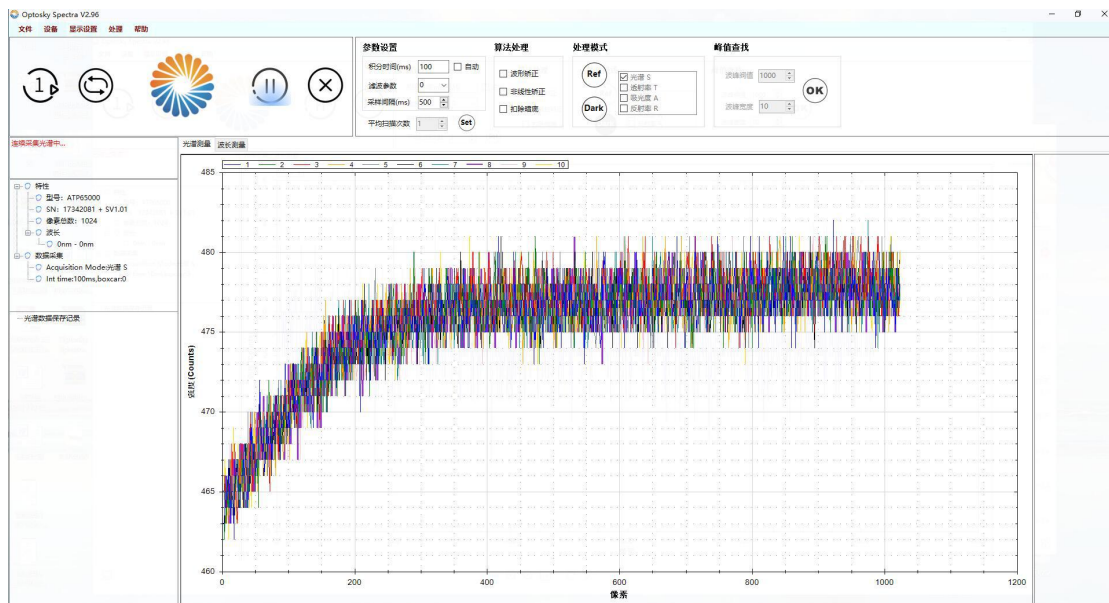 Optosky Spectra V2.96
文件 设备 显示设置 处理 帮助
参数设置
积分时间(ms) 100 自动
滤波参数 0
采样间隔(ms) 500
平均扫描次数 1 Set
算法处理
波形矫正
非线性矫正
扣除暗底
处理模式
Ref
Dark
光谱 S
透射率 T
吸光度 A
反射率 R
峰值查找
波峰阈值 1000
波峰宽度 10
OK
连续采集光谱中...
特性
型号: ATP65000
SN: 17342081 + SV1.01
像素总数: 1024
波长
0nm - 0nm
数据采集
Acquisition Mode:光谱 S
Int time:100ms,boxcar:0
光谱数据保存记录
光谱测量 波长测量
1 2 3 4 5 6 7 8 9 10
485
480
475
470
465
460
强度 (Counts)
0 200 400 600 800 1000 1200
像素